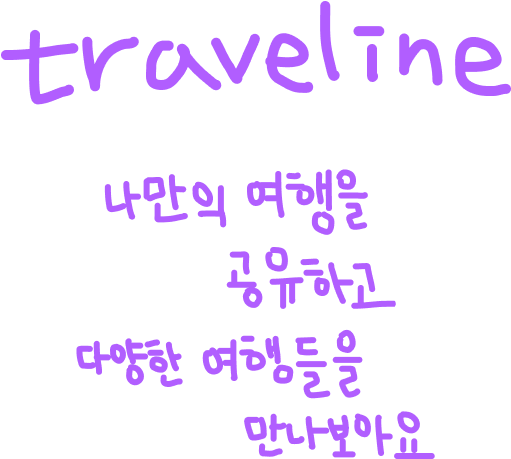 traveline
나만의 여행을
공유하고
다양한 여행들을
만나보아요